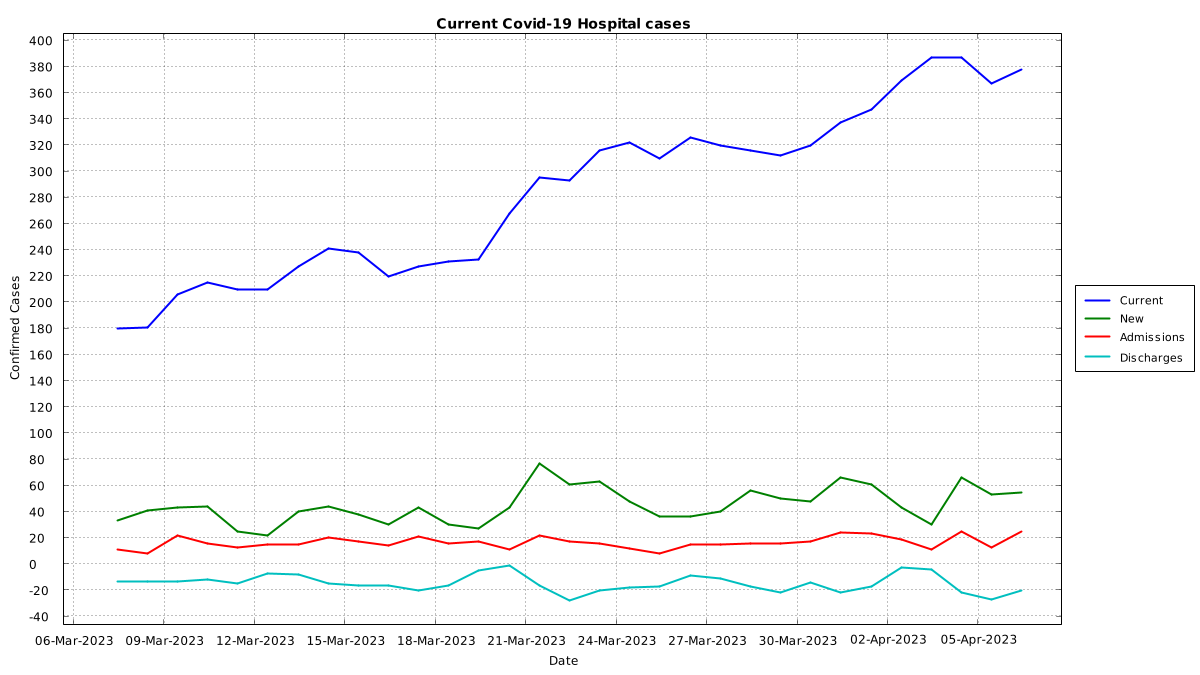 Current Covid-19 Hospital cases
Confirmed Cases
400
380
360
340
320
300
280
260
240
220
200
180
160
140
120
100
80
60
40
20
0
-20
-40
06-Mar-2023 09-Mar-2023 12-Mar-2023 15-Mar-2023 18-Mar-2023 21-Mar-2023 24-Mar-2023 27-Mar-2023 30-Mar-2023 02-Apr-2023 05-Apr-2023
Date
Current
New
Admissions
Discharges